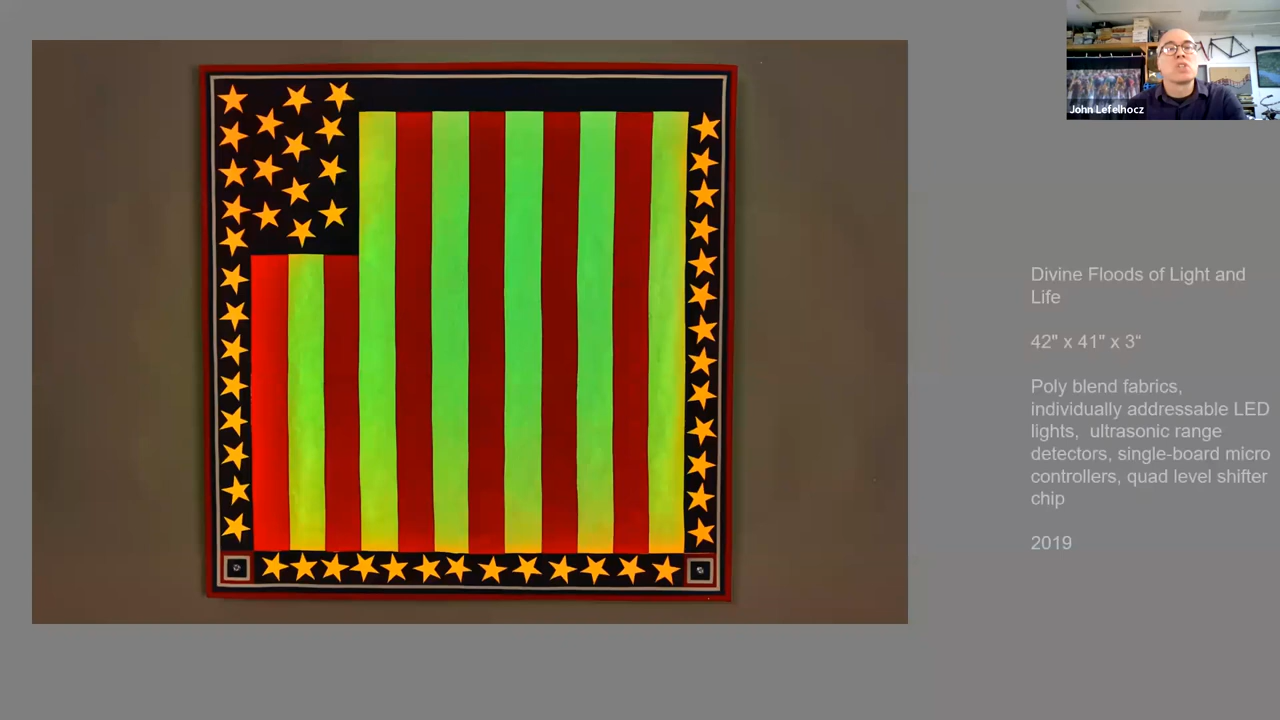 John Lefelhocz
Divine Floods of Light and
Life
42" x 41" x 3“
Poly blend fabrics,
individually addressable LED
lights, ultrasonic range
detectors, single-board micro
controllers, quad level shifter
chip
2019